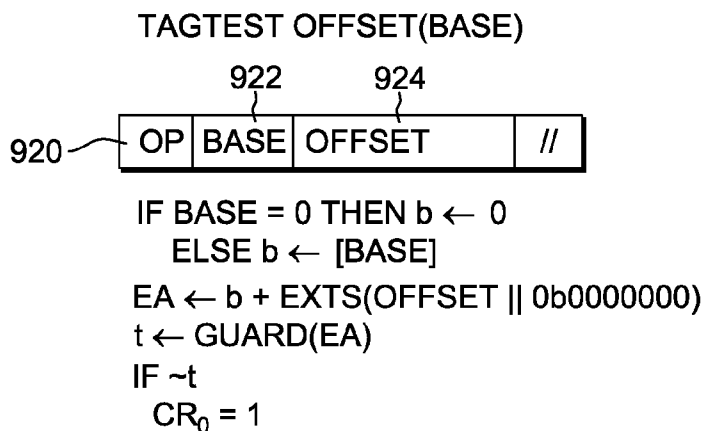 TAGTEST OFFSET(BASE)
922 924
920 OP BASE OFFSET //
IF BASE = 0 THEN b ← 0
ELSE b ← [BASE]
EA ← b + EXTS(OFFSET || 0b0000000)
t ← GUARD(EA)
IF ~t
CR₀ = 1